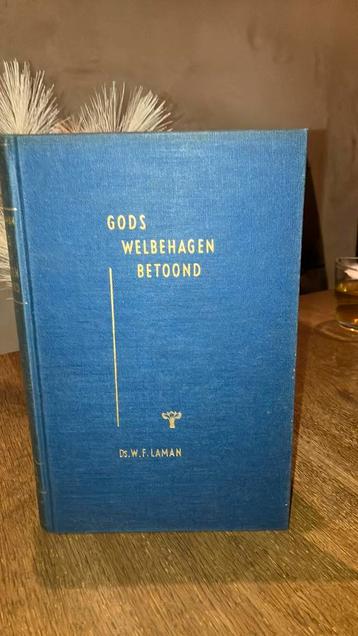 GODS
WELBEHAGEN
BETOOND
Ds. W. F. LAMAN